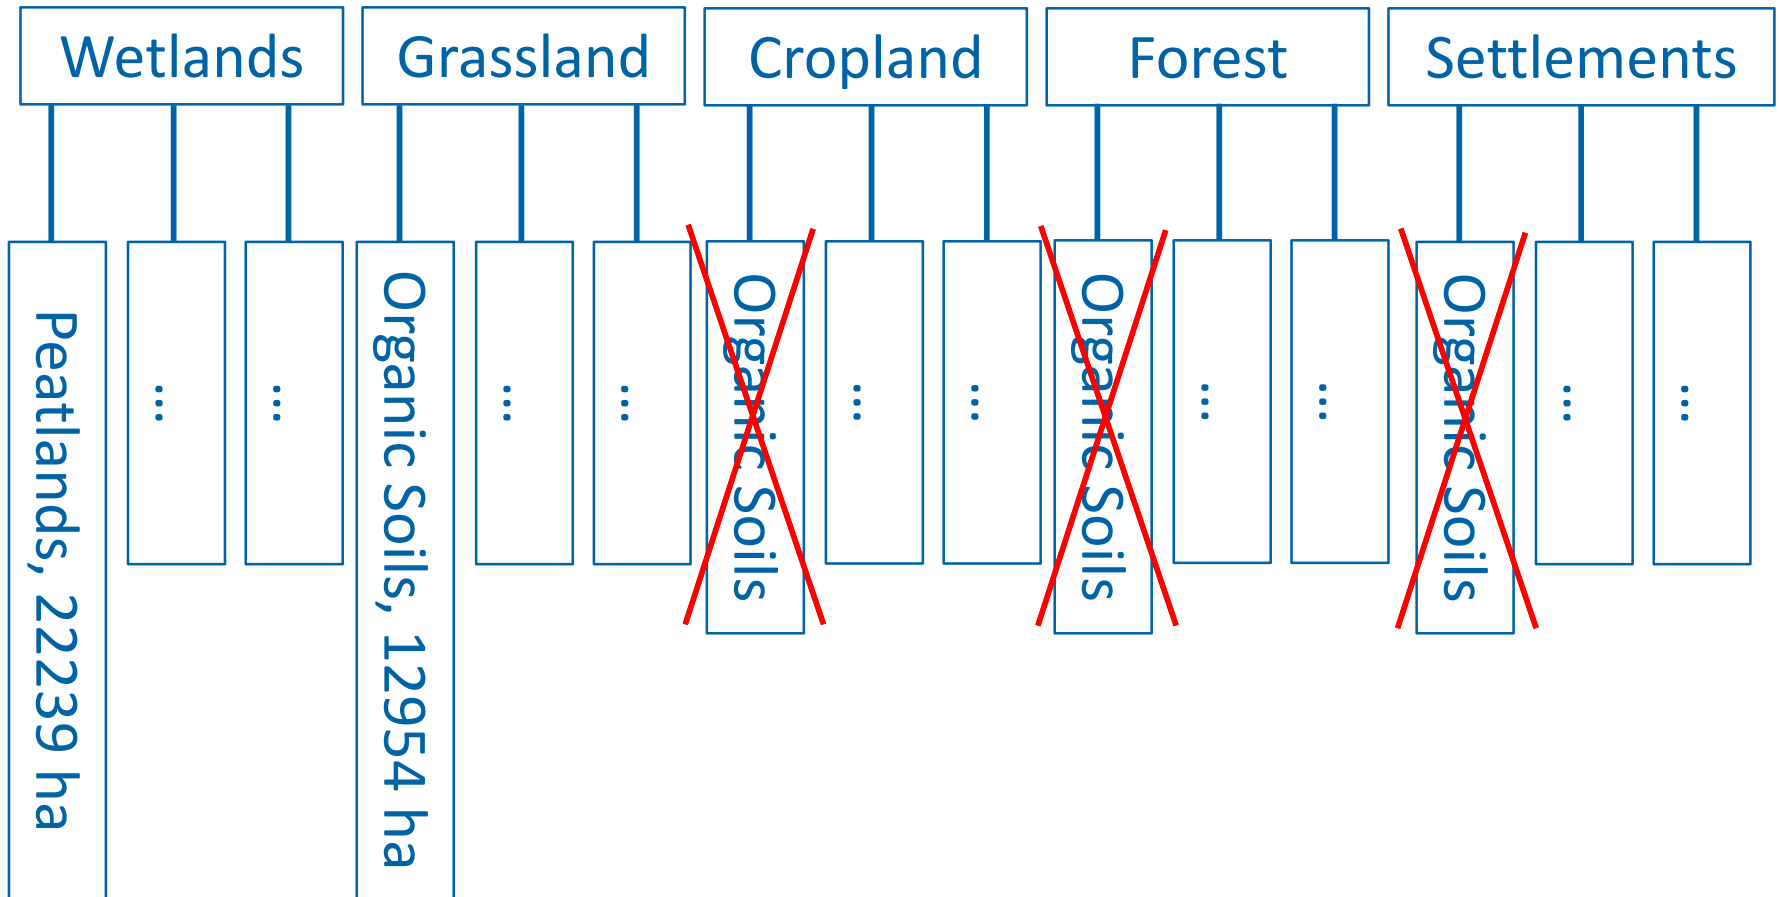 Wetlands
Grassland
Cropland
Forest
Settlements
Peatlands, 22239 ha
...
...
Organic Soils, 12954 ha
...
...
Organic Soils
...
...
Organic Soils
...
...
Organic Soils
...
...